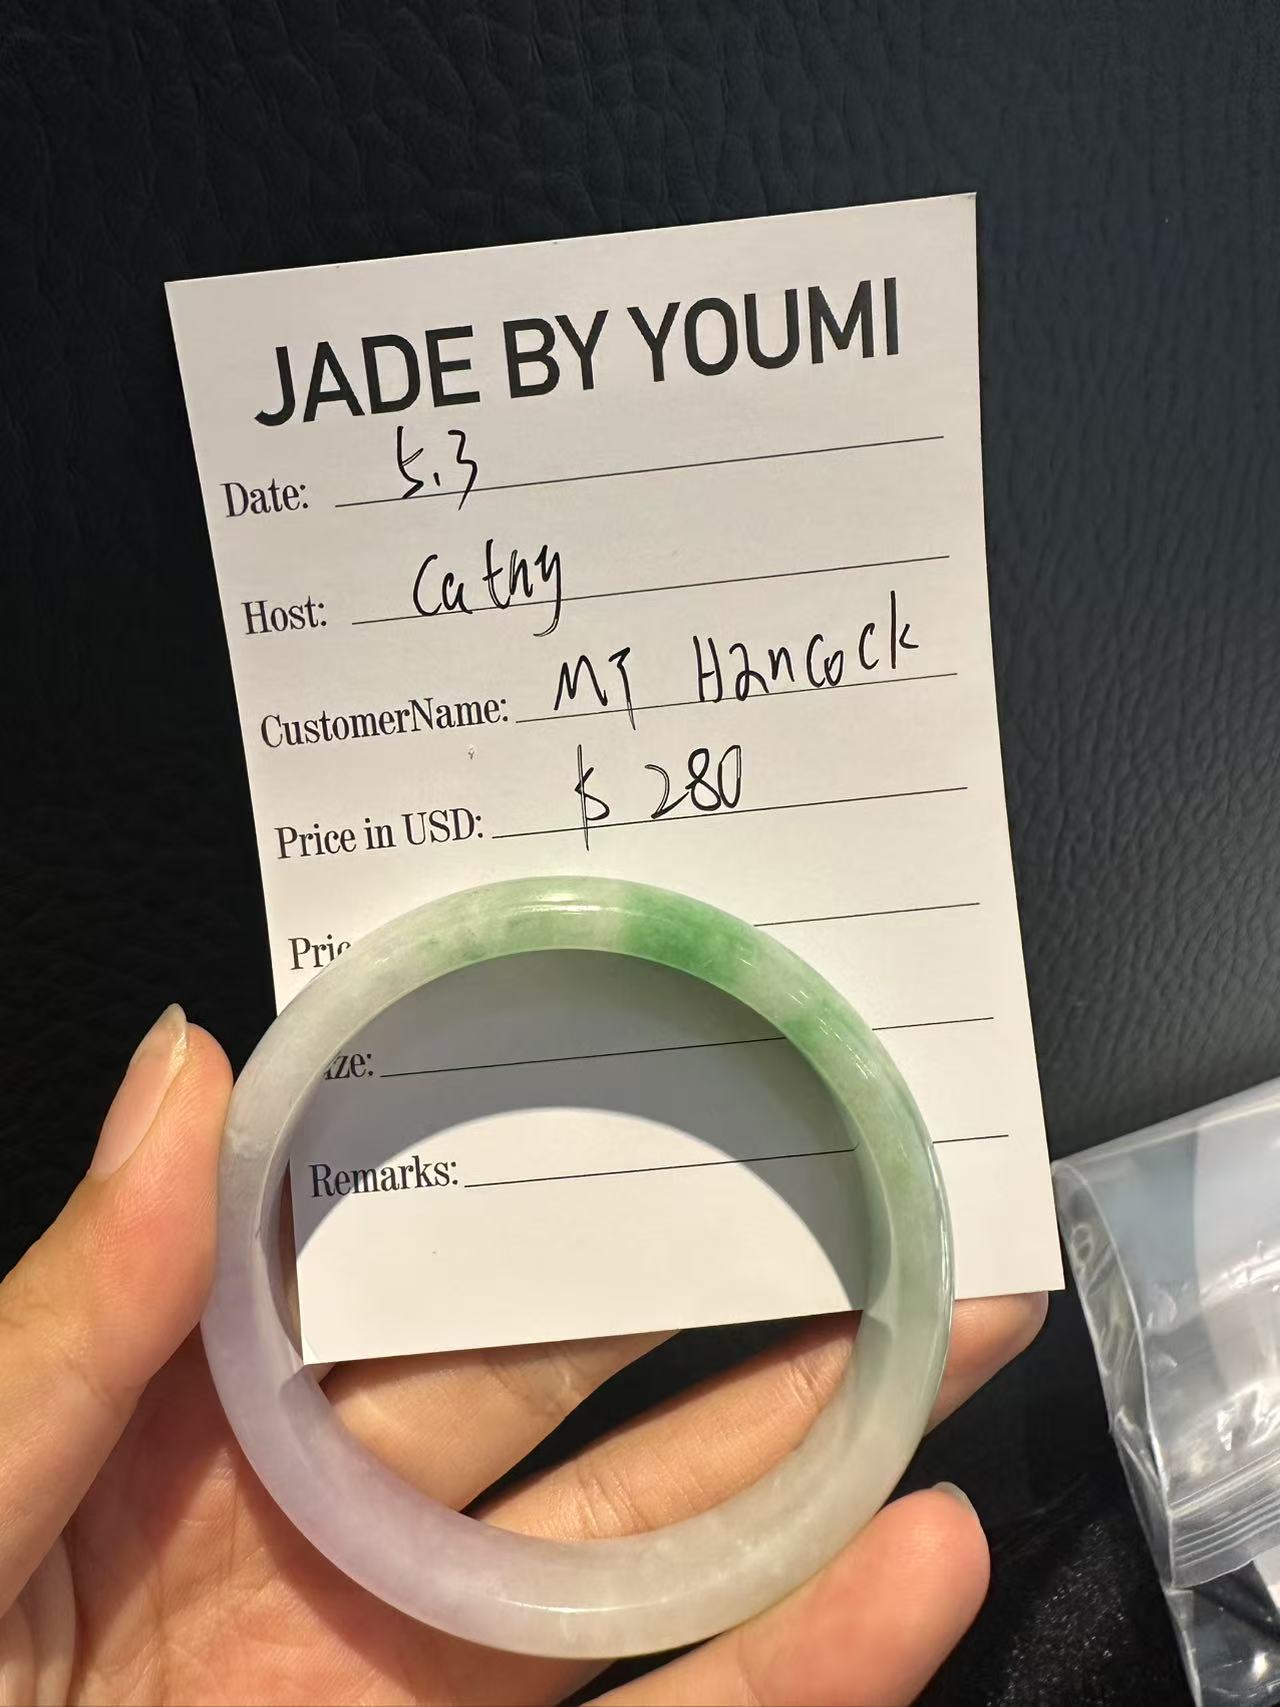 JADE BY YOUMI
Date: 5.3
Host: Cathy
CustomerName: MJ Hancock
Price in USD: $ 280
Remarks: